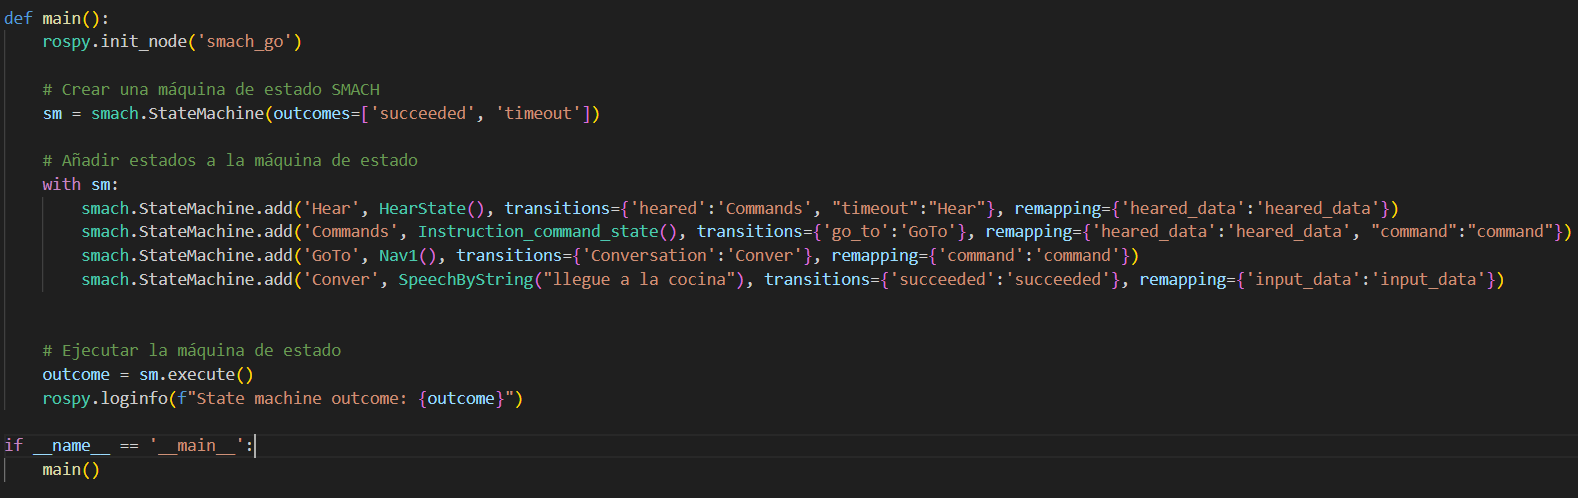 def main():
    rospy.init_node('smach_go')
    # Crear una máquina de estado SMACH
    sm = smach.StateMachine(outcomes=['succeeded', 'timeout'])
    # Añadir estados a la máquina de estado
    with sm:
        smach.StateMachine.add('Hear', HearState(), transitions={'heared':'Commands', "timeout":"Hear"}, remapping={'heared_data':'heared_data'})
        smach.StateMachine.add('Commands', Instruction_command_state(), transitions={'go_to':'GoTo'}, remapping={'heared_data':'heared_data', "command":"command"})
        smach.StateMachine.add('GoTo', Nav1(), transitions={'Conversation':'Conver'}, remapping={'command':'command'})
        smach.StateMachine.add('Conver', SpeechByString("llegue a la cocina"), transitions={'succeeded':'succeeded'}, remapping={'input_data':'input_data'})
    # Ejecutar la máquina de estado
    outcome = sm.execute()
    rospy.loginfo(f"State machine outcome: {outcome}")
if __name__ == '__main__':
    main()